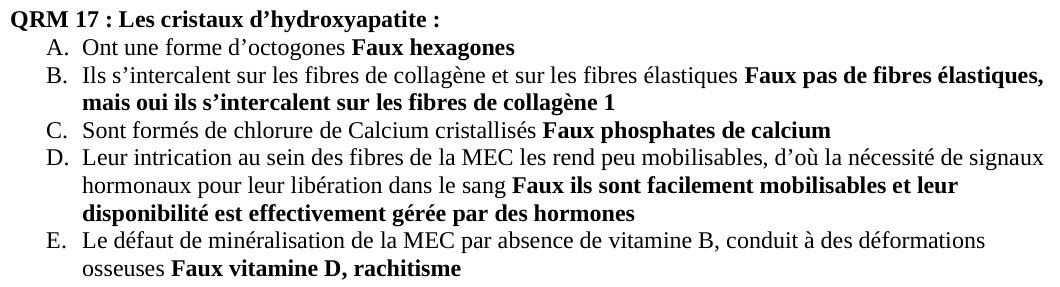 QRM 17 : Les cristaux d’hydroxyapatite :
A. Ont une forme d’octogones Faux hexagones
B. Ils s’intercalent sur les fibres de collagène et sur les fibres élastiques Faux pas de fibres élastiques,
mais oui ils s’intercalent sur les fibres de collagène 1
C. Sont formés de chlorure de Calcium cristallisés Faux phosphates de calcium
D. Leur intrication au sein des fibres de la MEC les rend peu mobilisables, d’où la nécessité de signaux
hormonaux pour leur libération dans le sang Faux ils sont facilement mobilisables et leur
disponibilité est effectivement gérée par des hormones
E. Le défaut de minéralisation de la MEC par absence de vitamine B, conduit à des déformations
osseuses Faux vitamine D, rachitisme